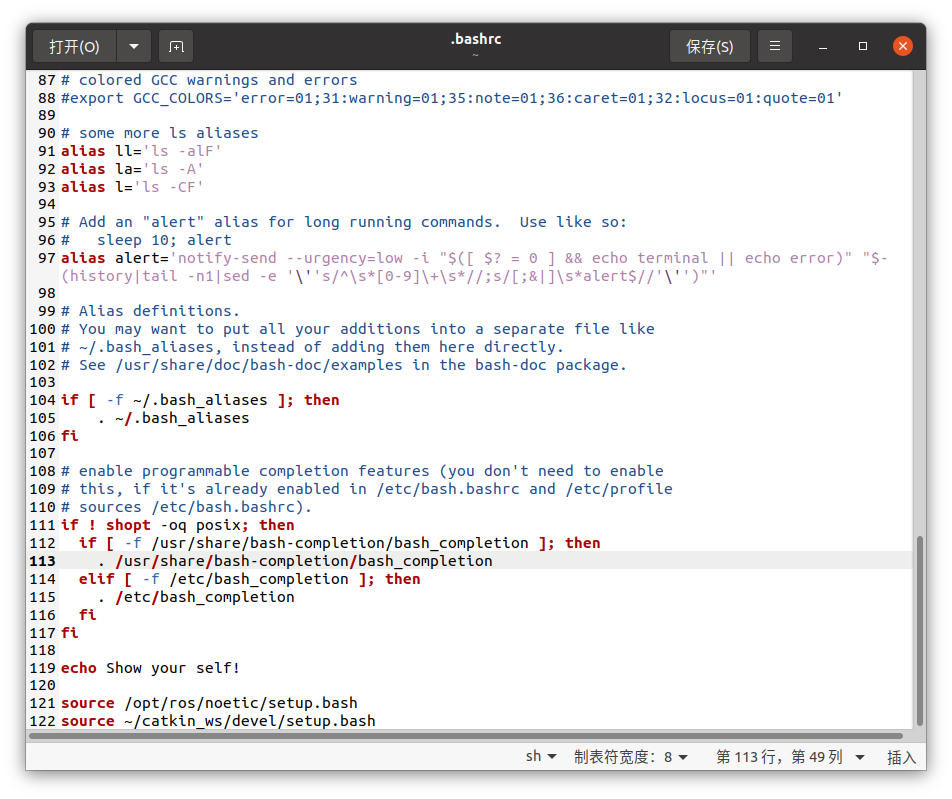 打开(O)
.bashrc
~
保存(S)
87 # colored GCC warnings and errors
88 #export GCC_COLORS='error=01;31:warning=01;35:note=01;36:caret=01;32:locus=01:quote=01'
89
90 # some more ls aliases
91 alias ll='ls -alF'
92 alias la='ls -A'
93 alias l='ls -CF'
94
95 # Add an "alert" alias for long running commands.  Use like so:
96 #   sleep 10; alert
97 alias alert='notify-send --urgency=low -i "$([ $? = 0 ] && echo terminal || echo error)" "$-
(history|tail -n1|sed -e '\''s/^\s*[0-9]\+\s*//;s/[;&|]\s*alert$//'\'')"'
98
99 # Alias definitions.
100 # You may want to put all your additions into a separate file like
101 # ~/.bash_aliases, instead of adding them here directly.
102 # See /usr/share/doc/bash-doc/examples in the bash-doc package.
103
104 if [ -f ~/.bash_aliases ]; then
105     . ~/.bash_aliases
106 fi
107
108 # enable programmable completion features (you don't need to enable
109 # this, if it's already enabled in /etc/bash.bashrc and /etc/profile
110 # sources /etc/bash.bashrc).
111 if ! shopt -oq posix; then
112   if [ -f /usr/share/bash-completion/bash_completion ]; then
113     . /usr/share/bash-completion/bash_completion
114   elif [ -f /etc/bash_completion ]; then
115     . /etc/bash_completion
116   fi
117 fi
118
119 echo Show your self!
120
121 source /opt/ros/noetic/setup.bash
122 source ~/catkin_ws/devel/setup.bash
sh 制表符宽度：8 第 113 行，第 49 列 插入